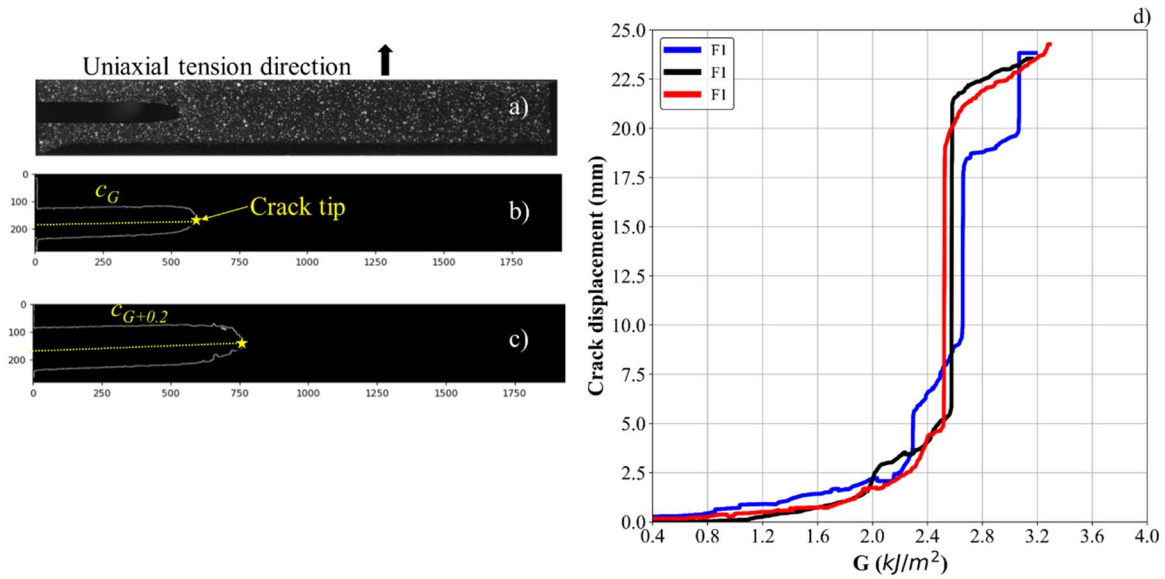 Uniaxial tension direction
a)
0
100
200
c_G
Crack tip
b)
0 250 500 750 1000 1250 1500 1750
0
100
200
c_{G+0.2}
c)
0 250 500 750 1000 1250 1500 1750
d)
F1
F1
F1
Crack displacement (mm)
25.0
22.5
20.0
17.5
15.0
12.5
10.0
7.5
5.0
2.5
0.0
0.4 0.8 1.2 1.6 2.0 2.4 2.8 3.2 3.6 4.0
G (kJ/m²)